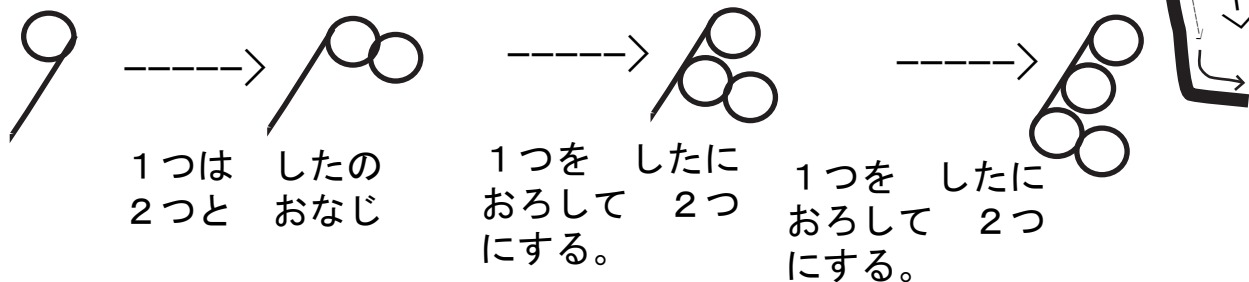 １つは　したの
２つと　おなじ
１つを　したに
おろして　２つ
にする。
１つを　したに
おろして　２つ
にする。